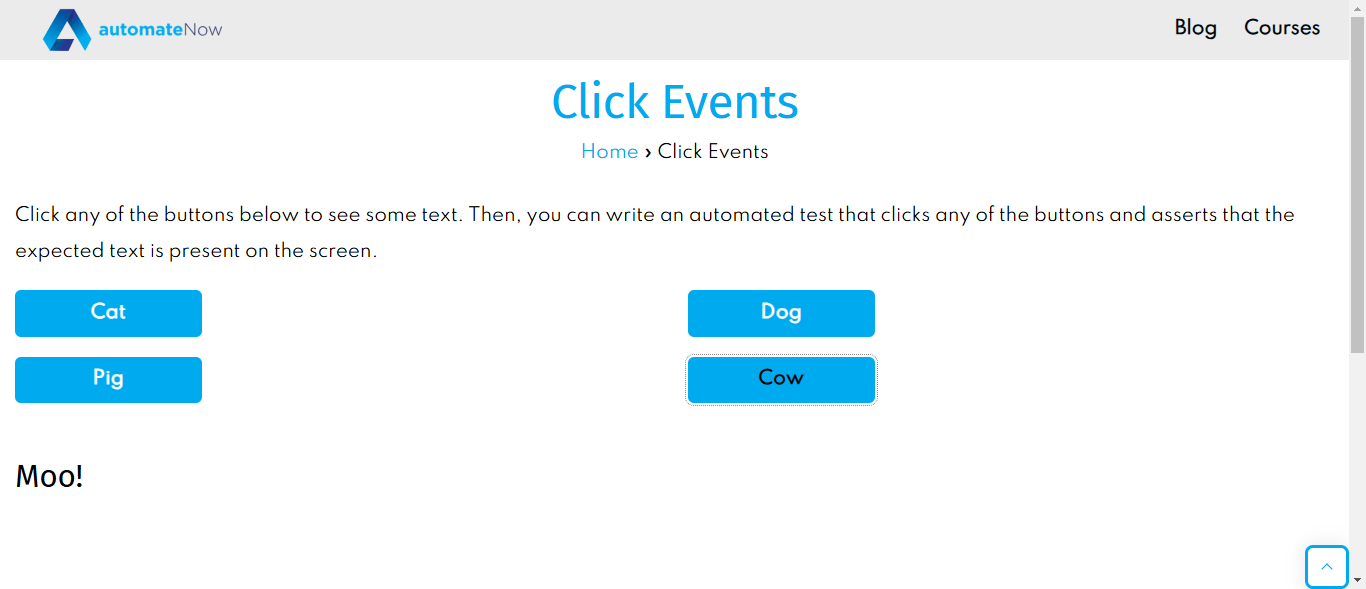 automateNow
Blog
Courses
Click Events
Home › Click Events
Click any of the buttons below to see some text. Then, you can write an automated test that clicks any of the buttons and asserts that the
expected text is present on the screen.
Cat
Dog
Pig
Cow
Moo!